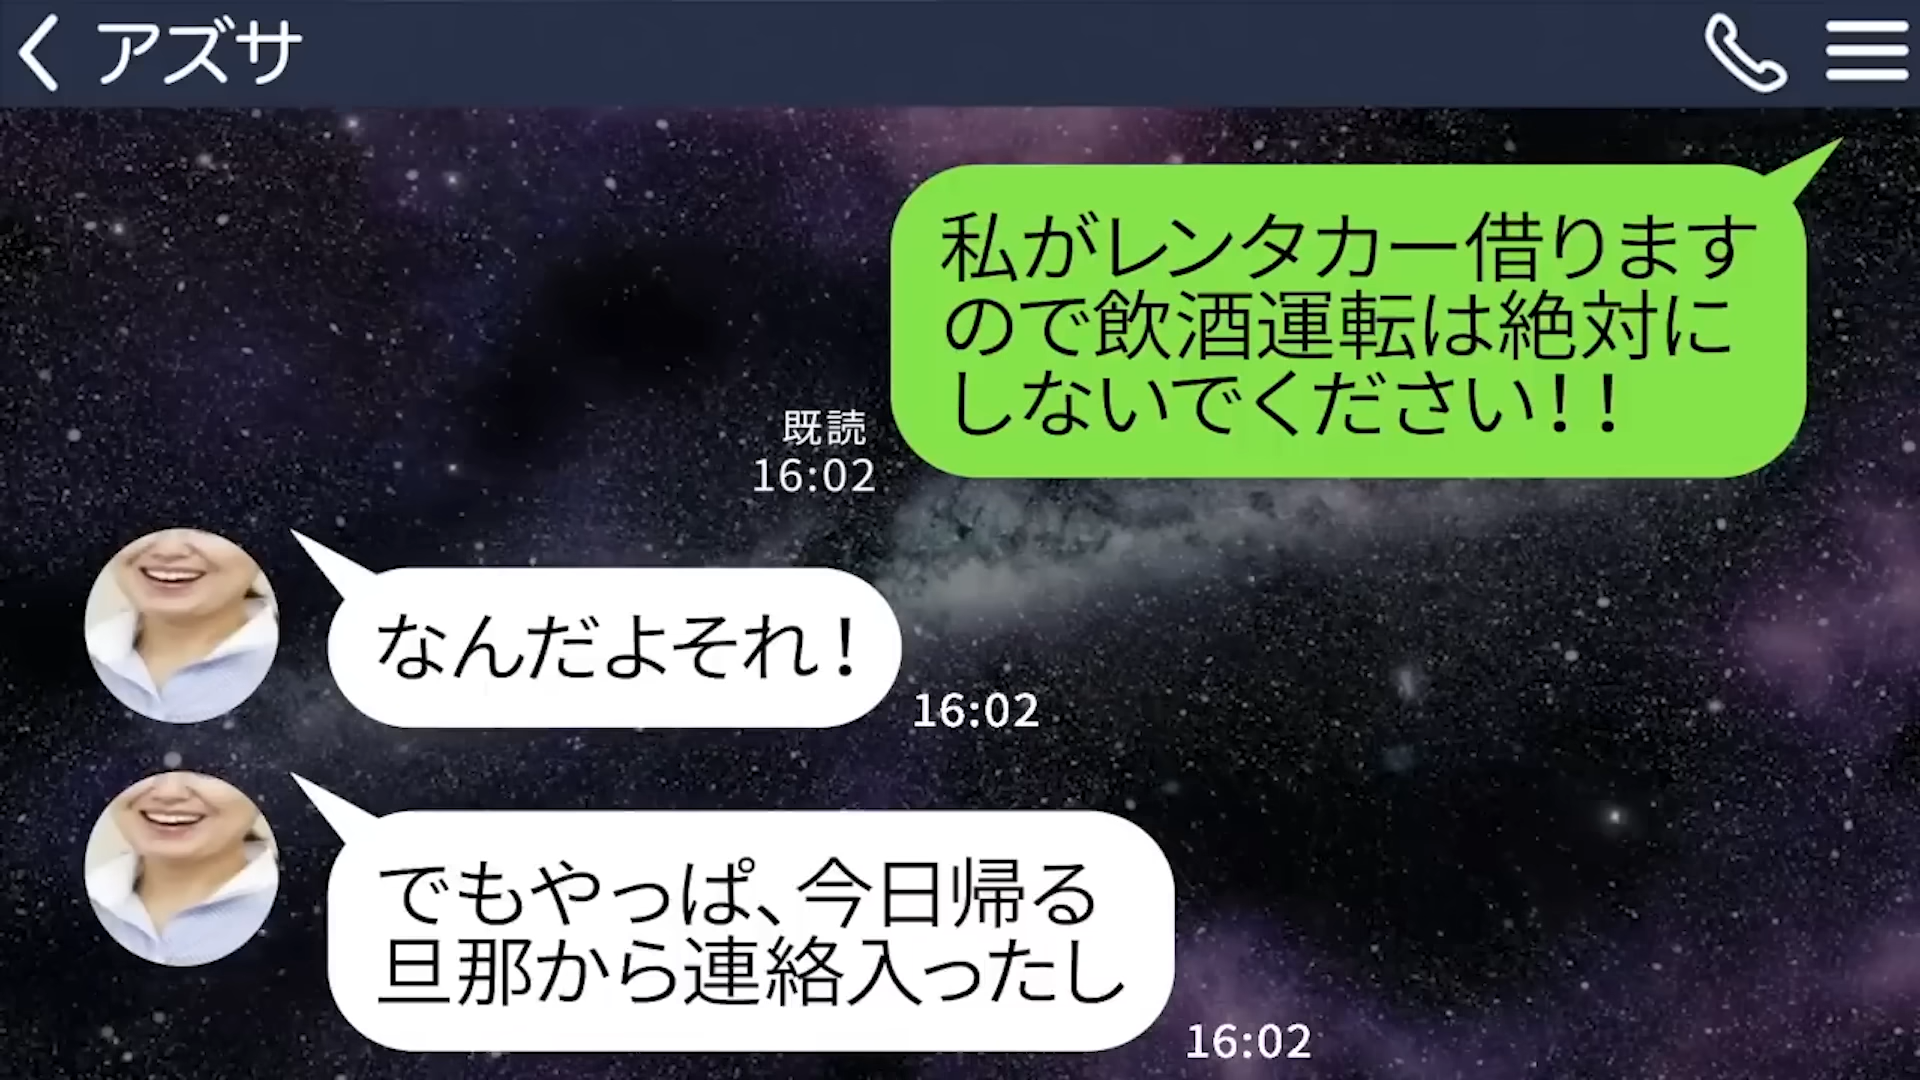 アズサ
私がレンタカー借ります
ので飲酒運転は絶対に
しないでください！！
既読
16:02
なんだよそれ！
16:02
でもやっぱ、今日帰る
旦那から連絡入ったし
16:02